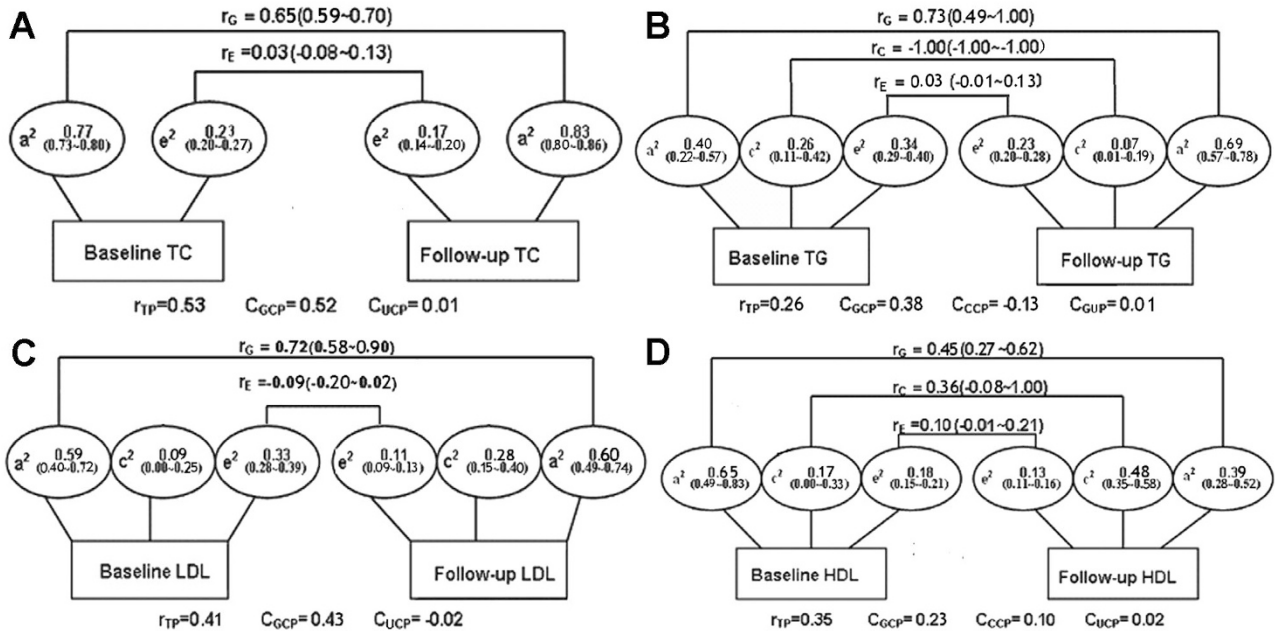 A
rG = 0.65(0.59~0.70)
rE =0.03(-0.08~0.13)
a² 0.77 (0.73~0.80)
e² 0.23 (0.20~0.27)
e² 0.17 (0.14~0.20)
a² 0.83 (0.80~0.86)
Baseline TC
Follow-up TC
rTP=0.53 CGCP= 0.52 CUCP= 0.01
B
rG = 0.73(0.49~1.00)
rC = -1.00(-1.00~-1.00)
rE = 0.03 (-0.01~0.13)
a² 0.40 (0.22~0.57)
c² 0.26 (0.11~0.42)
e² 0.34 (0.29~0.40)
e² 0.23 (0.20~0.28)
c² 0.07 (0.01~0.19)
a² 0.69 (0.57~0.78)
Baseline TG
Follow-up TG
rTP=0.26 CGCP= 0.38 CCCP= -0.13 CGUP= 0.01
C
rG = 0.72(0.58~0.90)
rE =-0.09(-0.20~0.02)
a² 0.59 (0.40~0.72)
c² 0.09 (0.00~0.25)
e² 0.33 (0.28~0.39)
e² 0.11 (0.09~0.13)
c² 0.28 (0.15~0.40)
a² 0.60 (0.49~0.74)
Baseline LDL
Follow-up LDL
rTP=0.41 CGCP= 0.43 CUCP= -0.02
D
rG = 0.45(0.27 ~0.62)
rC = 0.36(-0.08~1.00)
rE =0.10 (-0.01~0.21)
a² 0.65 (0.49~0.83)
c² 0.17 (0.00~0.33)
e² 0.18 (0.15~0.21)
e² 0.13 (0.11~0.16)
c² 0.48 (0.35~0.58)
a² 0.39 (0.28~0.52)
Baseline HDL
Follow-up HDL
rTP=0.35 CGCP= 0.23 CCCP= 0.10 CUCP= 0.02